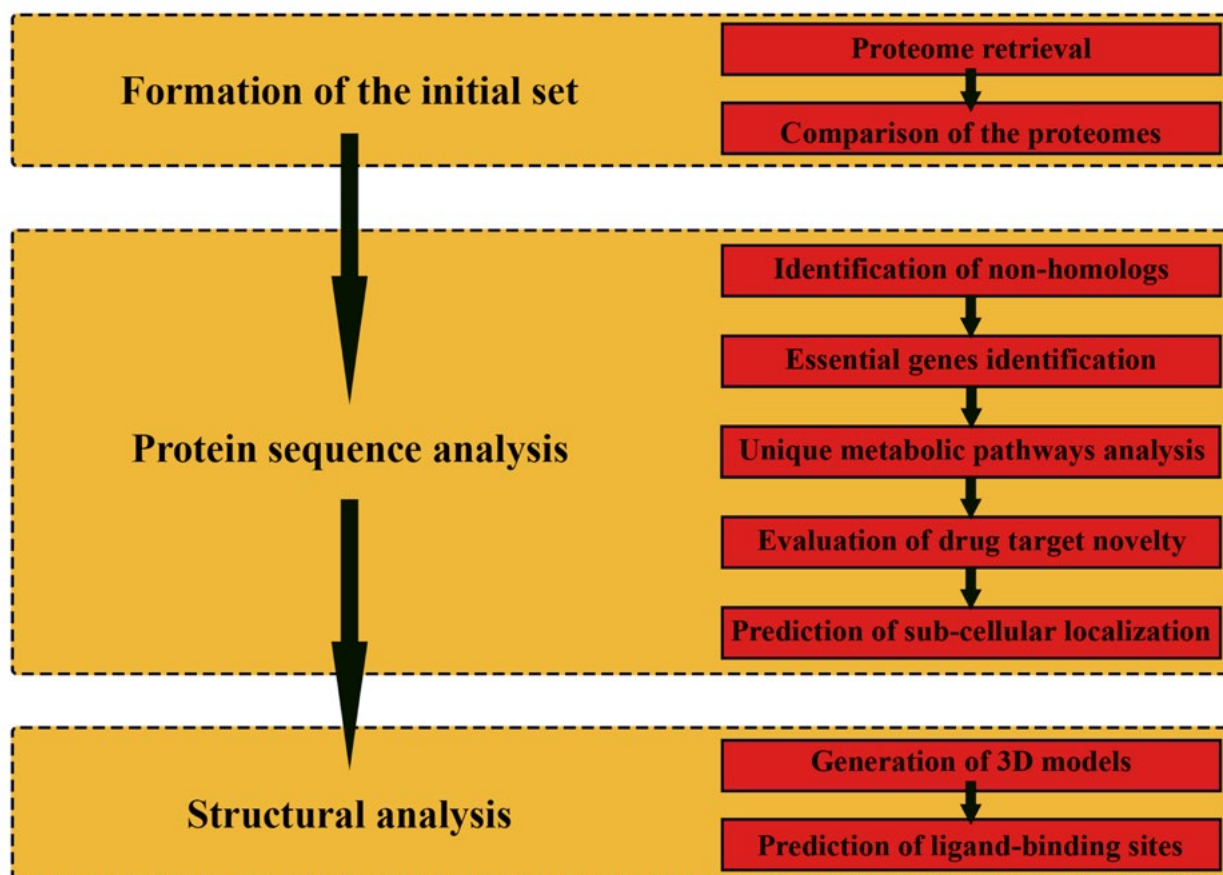 Formation of the initial set
Proteome retrieval
Comparison of the proteomes
Protein sequence analysis
Identification of non-homologs
Essential genes identification
Unique metabolic pathways analysis
Evaluation of drug target novelty
Prediction of sub-cellular localization
Structural analysis
Generation of 3D models
Prediction of ligand-binding sites